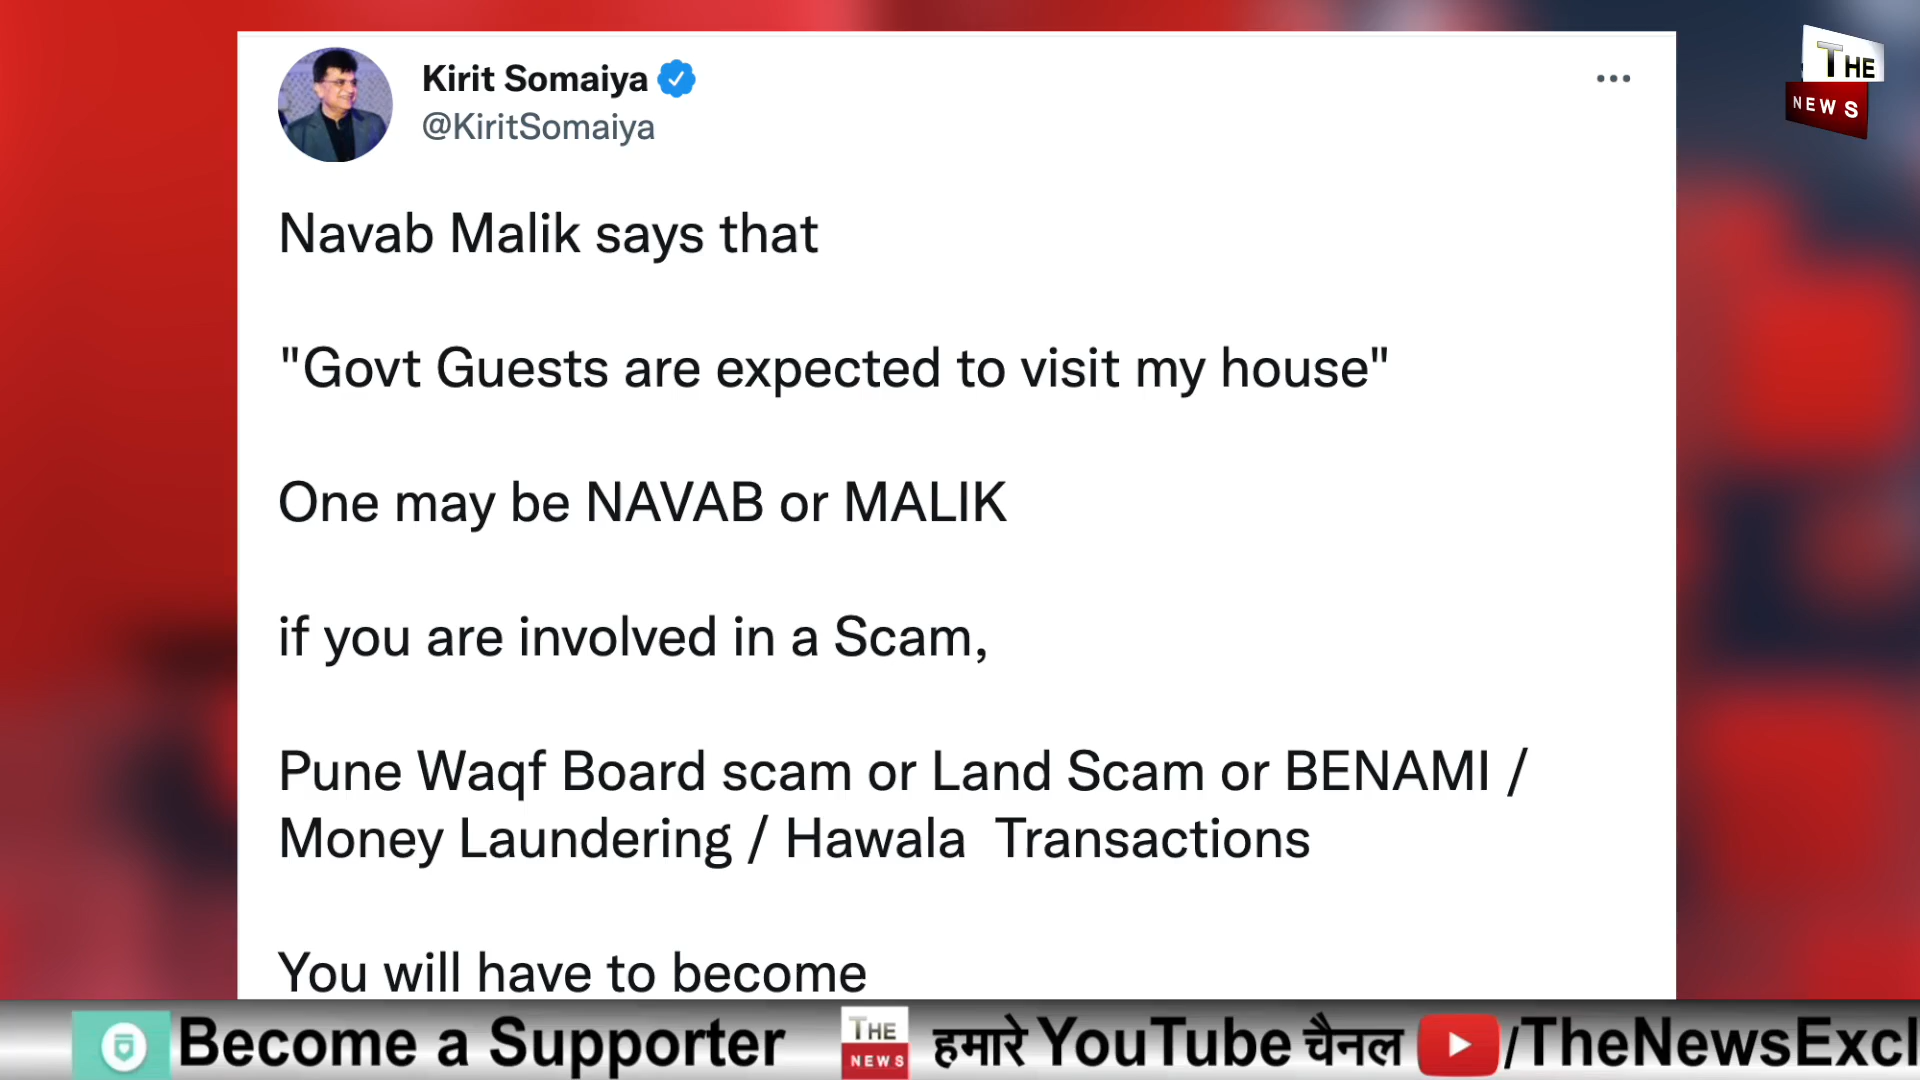 Kirit Somaiya
@KiritSomaiya
THE
NEWS
Navab Malik says that
"Govt Guests are expected to visit my house"
One may be NAVAB or MALIK
if you are involved in a Scam,
Pune Waqf Board scam or Land Scam or BENAMI /
Money Laundering / Hawala  Transactions
You will have to become
Become a Supporter THE NEWS हमारे YouTube चैनल /TheNewsExcl